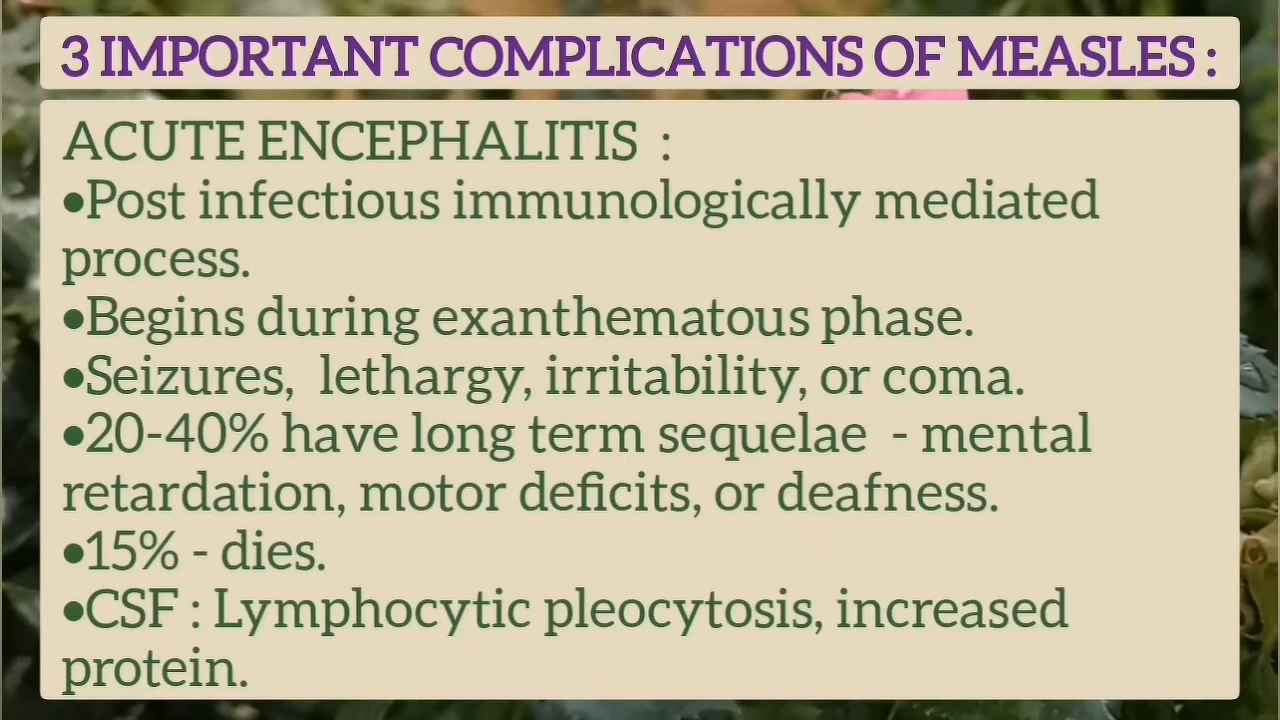 3 IMPORTANT COMPLICATIONS OF MEASLES :
ACUTE ENCEPHALITIS :
•Post infectious immunologically mediated
process.
•Begins during exanthematous phase.
•Seizures, lethargy, irritability, or coma.
•20-40% have long term sequelae - mental
retardation, motor deficits, or deafness.
•15% - dies.
•CSF : Lymphocytic pleocytosis, increased
protein.